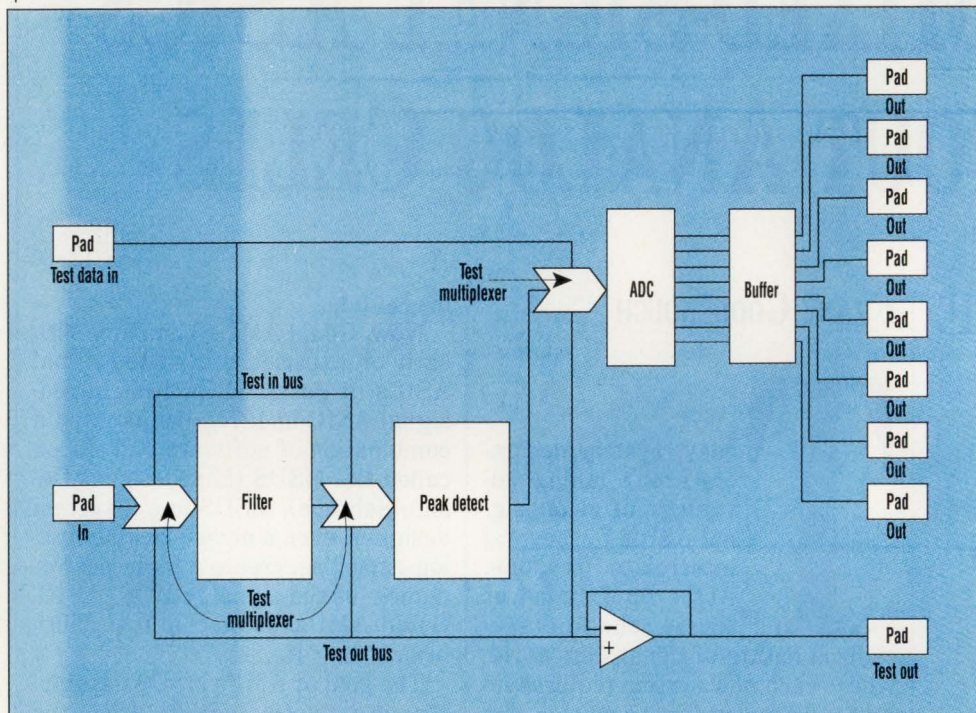 Pad
Out
Pad
Out
Pad
Out
Pad
Out
Pad
Out
Pad
Out
Pad
Out
Pad
Out
Pad
Test data in
Test
multiplexer
ADC
Buffer
Test in bus
Pad
In
Filter
Peak detect
Test
multiplexer
Test out bus
−
+
Pad
Test out